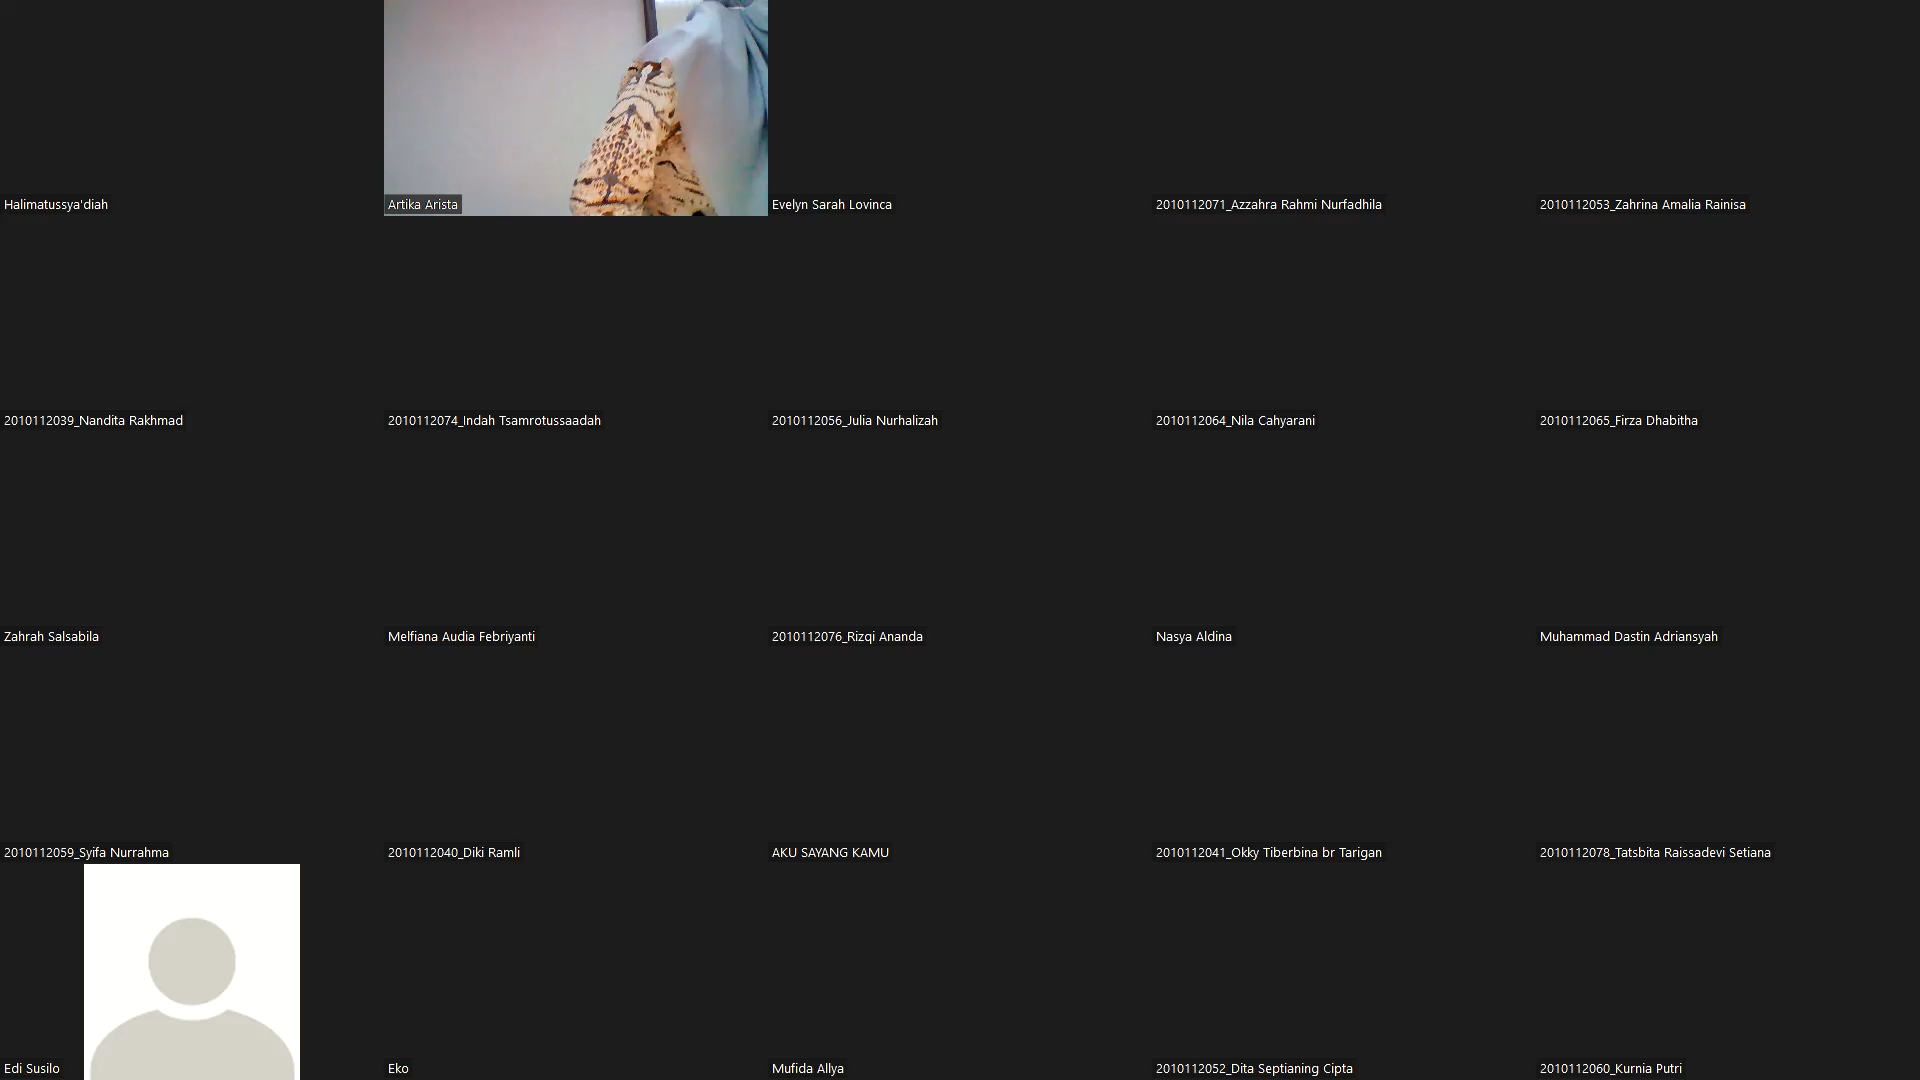 Halimatussya'diah
Artika Arista
Evelyn Sarah Lovinca
2010112071_Azzahra Rahmi Nurfadhila
2010112053_Zahrina Amalia Rainisa
2010112039_Nandita Rakhmad
2010112074_Indah Tsamrotussaadah
2010112056_Julia Nurhalizah
2010112064_Nila Cahyarani
2010112065_Firza Dhabitha
Zahrah Salsabila
Melfiana Audia Febriyanti
2010112076_Rizqi Ananda
Nasya Aldina
Muhammad Dastin Adriansyah
2010112059_Syifa Nurrahma
2010112040_Diki Ramli
AKU SAYANG KAMU
2010112041_Okky Tiberbina br Tarigan
2010112078_Tatsbita Raissadevi Setiana
Edi Susilo
Eko
Mufida Allya
2010112052_Dita Septianing Cipta
2010112060_Kurnia Putri